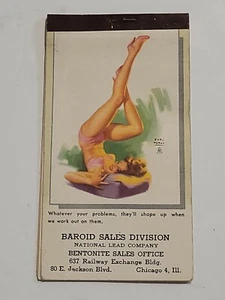 Whatever your problems, they'll shape up when
we work out on them.
BAROID SALES DIVISION
NATIONAL LEAD COMPANY
BENTONITE SALES OFFICE
637 Railway Exchange Bldg.
80 E. Jackson Blvd. Chicago 4, Ill.